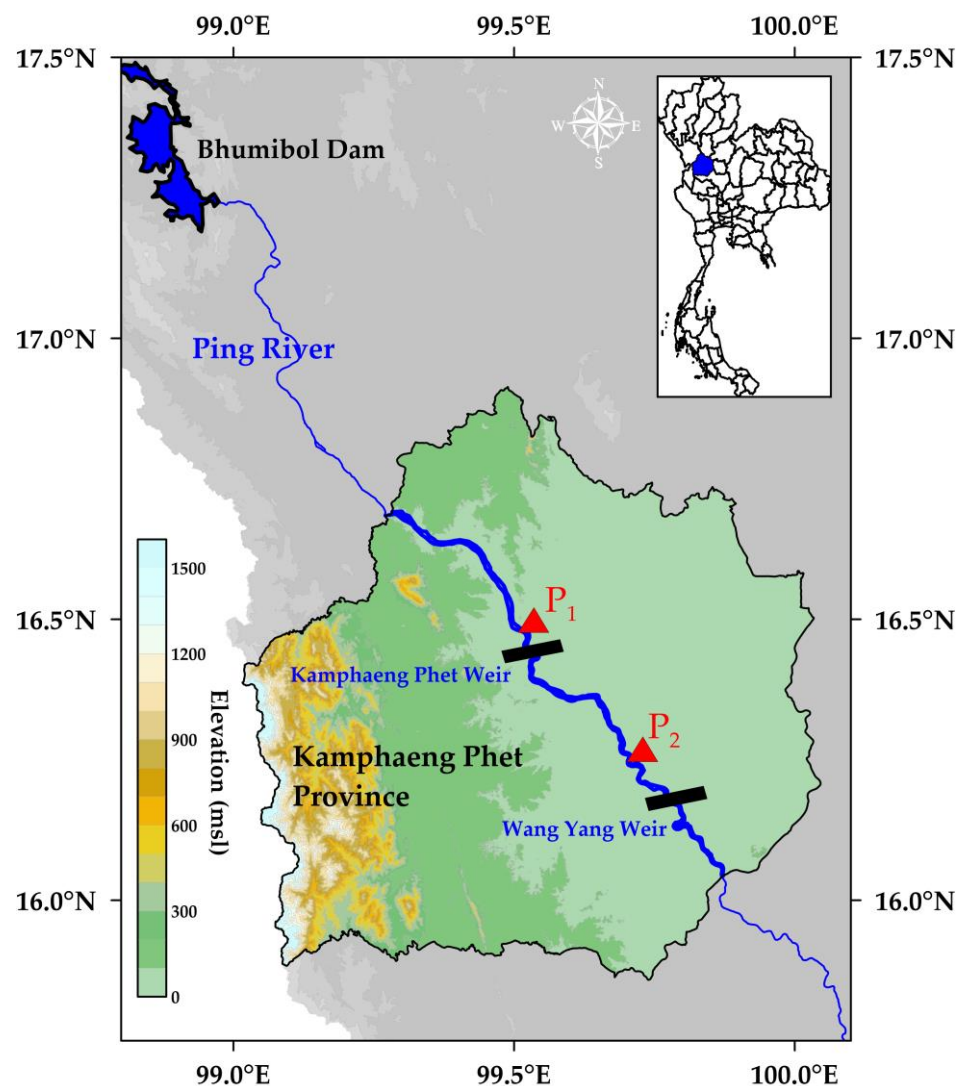 99.0°E
99.5°E
100.0°E
17.5°N
17.5°N
N
W
E
S
Bhumibol Dam
17.0°N
17.0°N
Ping River
1500
1200
900
600
300
0
Elevation (msl)
16.5°N
16.5°N
P1
Kamphaeng Phet Weir
P2
Kamphaeng Phet
Province
Wang Yang Weir
16.0°N
16.0°N
99.0°E
99.5°E
100.0°E